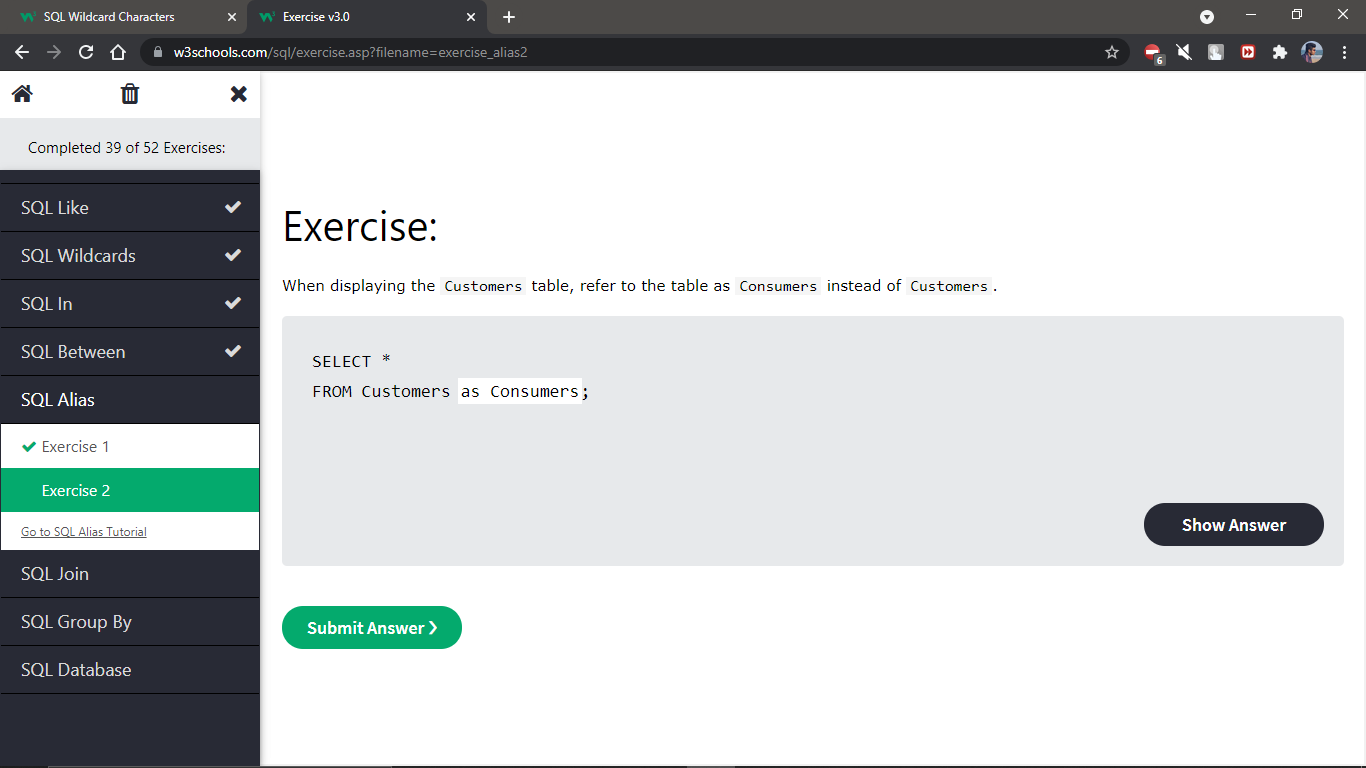 SQL Wildcard Characters
Exercise v3.0
w3schools.com/sql/exercise.asp?filename=exercise_alias2
6
Completed 39 of 52 Exercises:
SQL Like
SQL Wildcards
SQL In
SQL Between
SQL Alias
Exercise 1
Exercise 2
Go to SQL Alias Tutorial
SQL Join
SQL Group By
SQL Database
Exercise:
When displaying the Customers table, refer to the table as Consumers instead of Customers.
SELECT *
FROM Customers as Consumers;
Show Answer
Submit Answer ❯